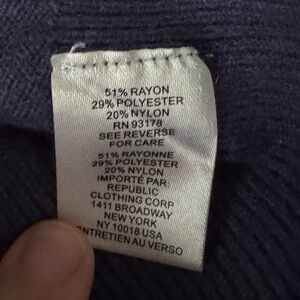 51% RAYON
29% POLYESTER
20% NYLON
RN 93178
SEE REVERSE
FOR CARE
51% RAYONNE
29% POLYESTER
20% NYLON
IMPORTÉ PAR:
REPUBLIC
CLOTHING CORP
1411 BROADWAY
NEW YORK
NY 10018 USA
ENTRETIEN AU VERSO